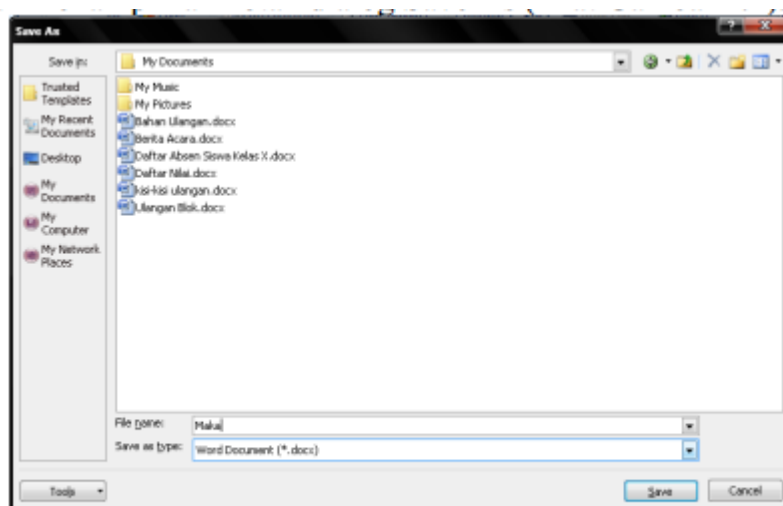 Save As
Save in:
My Documents
Trusted
Templates
My Recent
Documents
Desktop
My
Documents
My
Computer
My Network
Places
My Music
My Pictures
Bahan Ulangan.docx
Berita Acara.docx
Daftar Absen Siswa Kelas X.docx
Daftar Nilai.docx
kisi-kisi ulangan.docx
Ulangan Blok.docx
File name:
Maka
Save as type:
Word Document (*.docx)
Tools
Save
Cancel